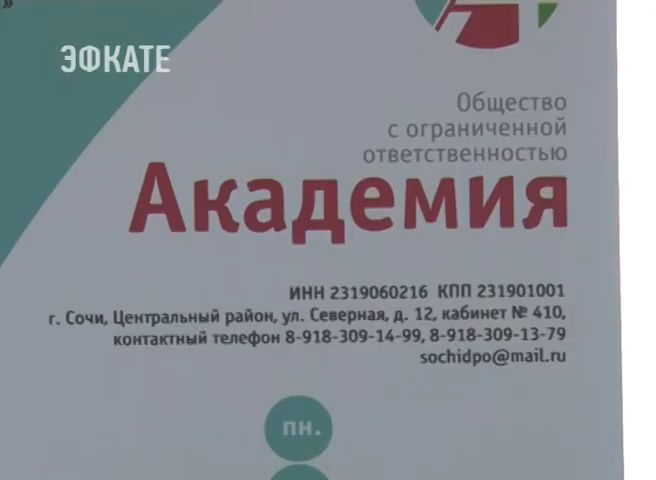 »
ЭФКАТЕ
Общество
с ограниченной
ответственностью
Академия
ИНН 2319060216 КПП 231901001
г. Сочи, Центральный район, ул. Северная, д. 12, кабинет № 410,
контактный телефон 8-918-309-14-99, 8-918-309-13-79
sochidpo@mail.ru
пн.